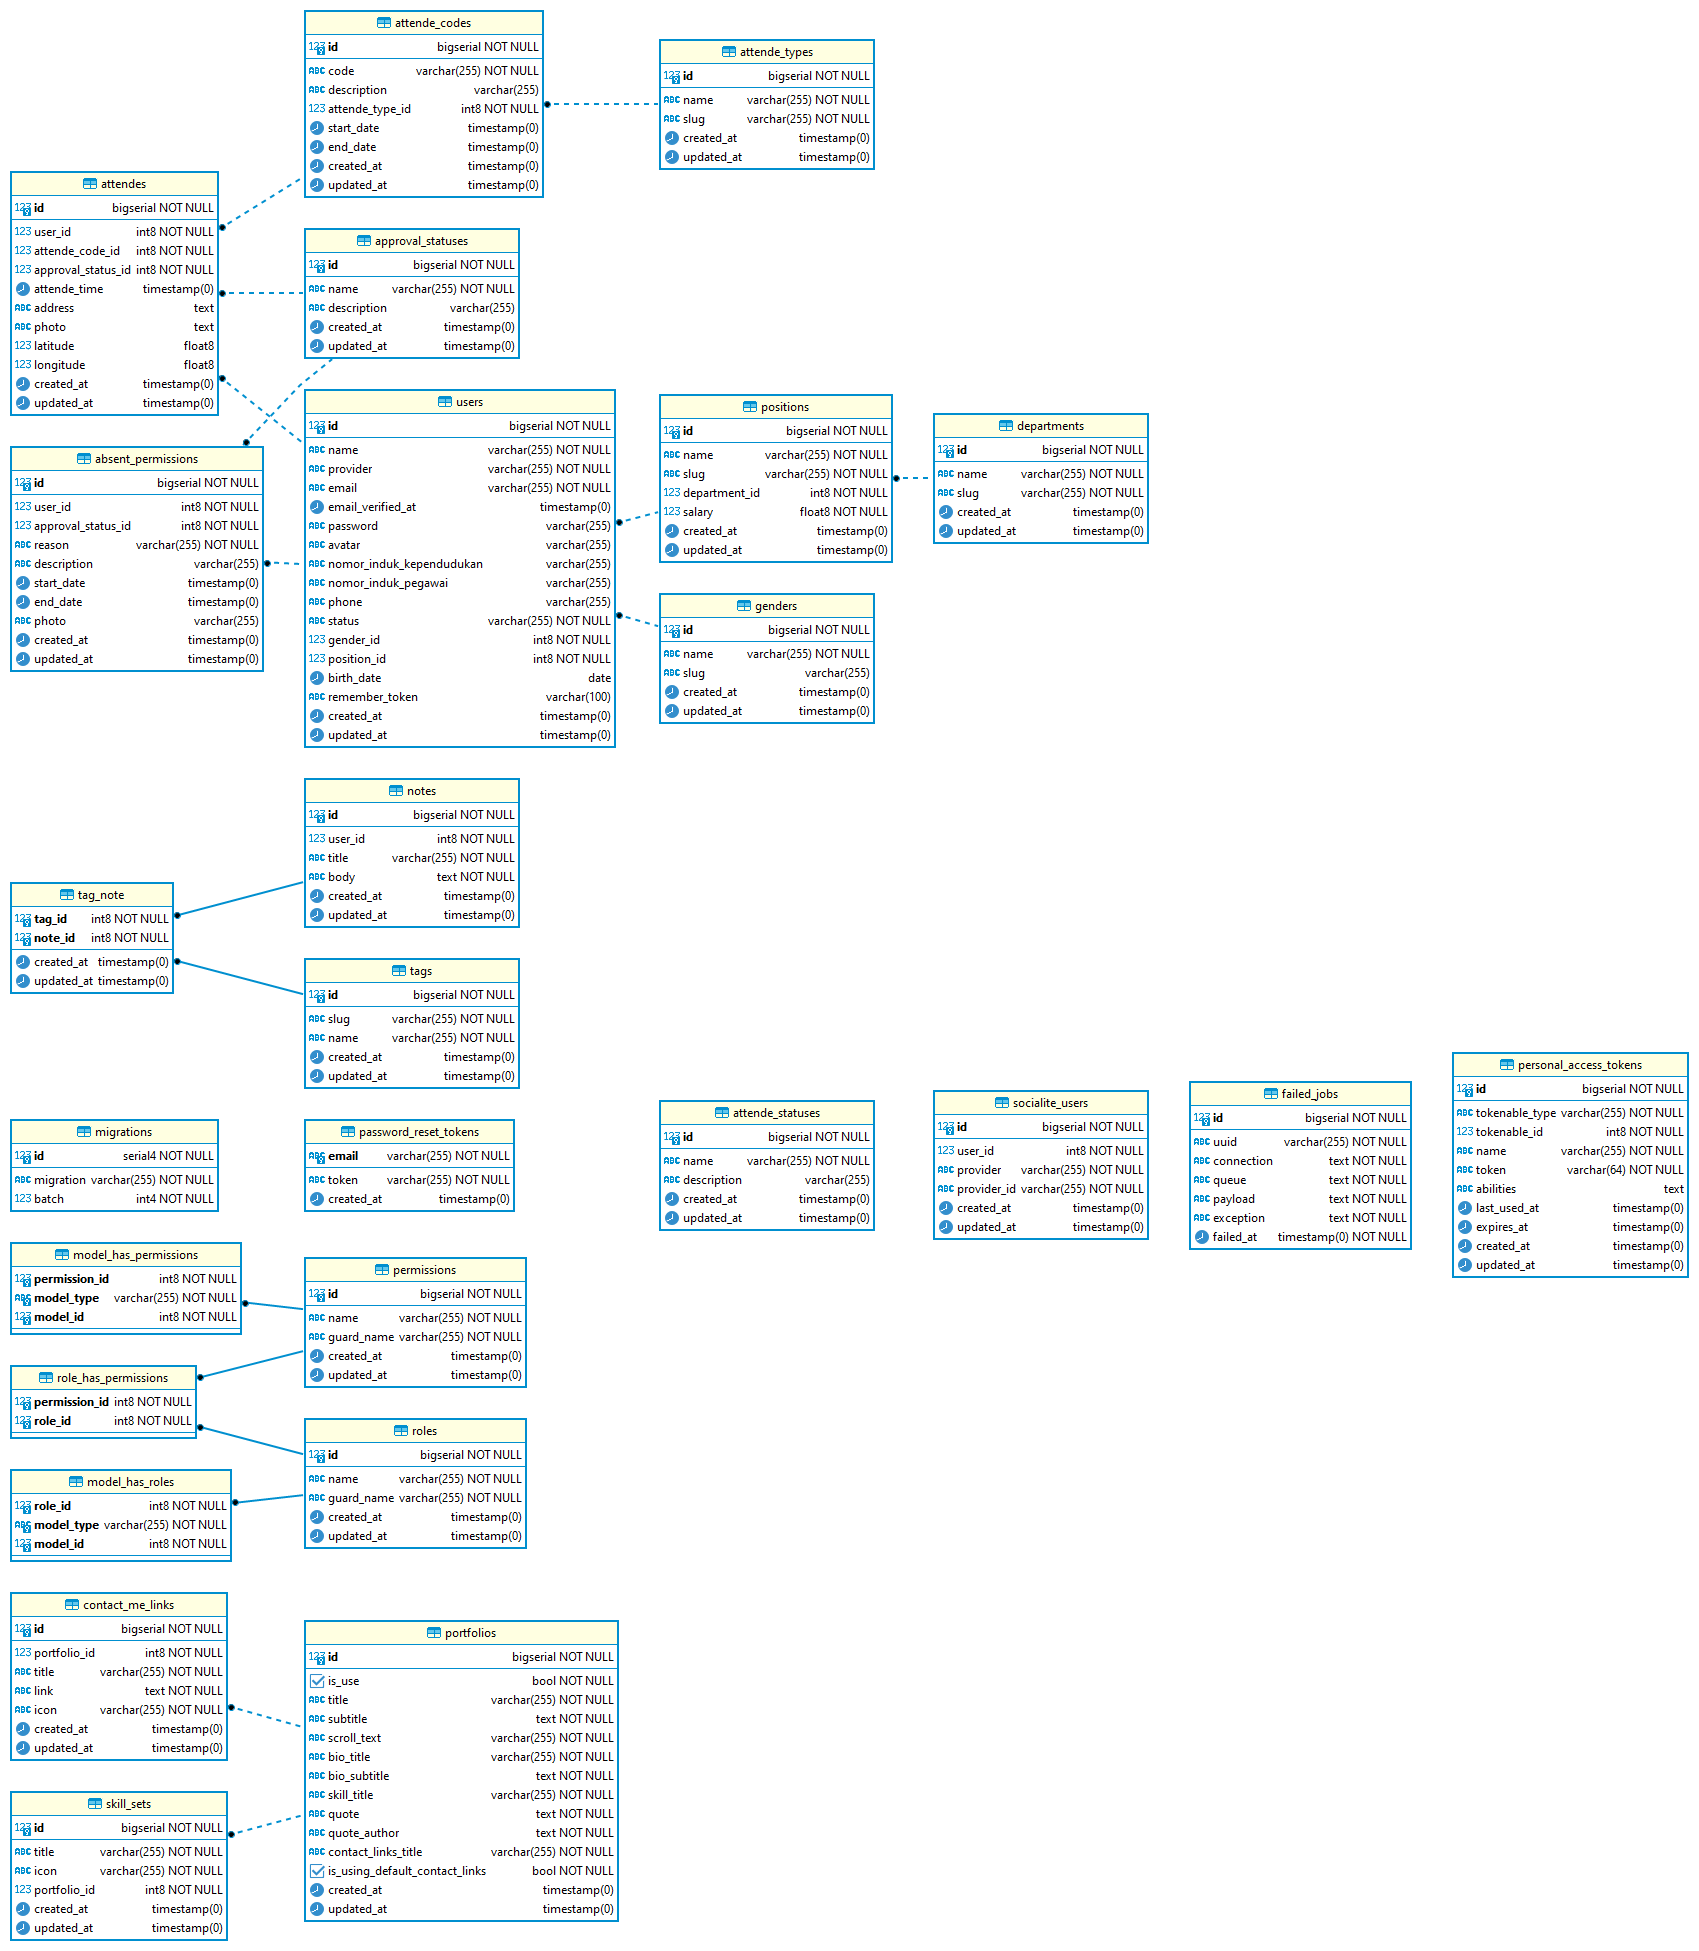 attende_codes
id bigserial NOT NULL
code varchar(255) NOT NULL
description varchar(255)
attende_type_id int8 NOT NULL
start_date timestamp(0)
end_date timestamp(0)
created_at timestamp(0)
updated_at timestamp(0)
attende_types
id bigserial NOT NULL
name varchar(255) NOT NULL
slug varchar(255) NOT NULL
created_at timestamp(0)
updated_at timestamp(0)
attendes
id bigserial NOT NULL
user_id int8 NOT NULL
attende_code_id int8 NOT NULL
approval_status_id int8 NOT NULL
attende_time timestamp(0)
address text
photo text
latitude float8
longitude float8
created_at timestamp(0)
updated_at timestamp(0)
approval_statuses
id bigserial NOT NULL
name varchar(255) NOT NULL
description varchar(255)
created_at timestamp(0)
updated_at timestamp(0)
absent_permissions
id bigserial NOT NULL
user_id int8 NOT NULL
approval_status_id int8 NOT NULL
reason varchar(255) NOT NULL
description varchar(255)
start_date timestamp(0)
end_date timestamp(0)
photo varchar(255)
created_at timestamp(0)
updated_at timestamp(0)
users
id bigserial NOT NULL
name varchar(255) NOT NULL
provider varchar(255) NOT NULL
email varchar(255) NOT NULL
email_verified_at timestamp(0)
password varchar(255)
avatar varchar(255)
nomor_induk_kependudukan varchar(255)
nomor_induk_pegawai varchar(255)
phone varchar(255)
status varchar(255) NOT NULL
gender_id int8 NOT NULL
position_id int8 NOT NULL
birth_date date
remember_token varchar(100)
created_at timestamp(0)
updated_at timestamp(0)
positions
id bigserial NOT NULL
name varchar(255) NOT NULL
slug varchar(255) NOT NULL
department_id int8 NOT NULL
salary float8 NOT NULL
created_at timestamp(0)
updated_at timestamp(0)
departments
id bigserial NOT NULL
name varchar(255) NOT NULL
slug varchar(255) NOT NULL
created_at timestamp(0)
updated_at timestamp(0)
genders
id bigserial NOT NULL
name varchar(255) NOT NULL
slug varchar(255)
created_at timestamp(0)
updated_at timestamp(0)
notes
id bigserial NOT NULL
user_id int8 NOT NULL
title varchar(255) NOT NULL
body text NOT NULL
created_at timestamp(0)
updated_at timestamp(0)
tag_note
tag_id int8 NOT NULL
note_id int8 NOT NULL
created_at timestamp(0)
updated_at timestamp(0)
tags
id bigserial NOT NULL
slug varchar(255) NOT NULL
name varchar(255) NOT NULL
created_at timestamp(0)
updated_at timestamp(0)
migrations
id serial4 NOT NULL
migration varchar(255) NOT NULL
batch int4 NOT NULL
password_reset_tokens
email varchar(255) NOT NULL
token varchar(255) NOT NULL
created_at timestamp(0)
attende_statuses
id bigserial NOT NULL
name varchar(255) NOT NULL
description varchar(255)
created_at timestamp(0)
updated_at timestamp(0)
socialite_users
id bigserial NOT NULL
user_id int8 NOT NULL
provider varchar(255) NOT NULL
provider_id varchar(255) NOT NULL
created_at timestamp(0)
updated_at timestamp(0)
failed_jobs
id bigserial NOT NULL
uuid varchar(255) NOT NULL
connection text NOT NULL
queue text NOT NULL
payload text NOT NULL
exception text NOT NULL
failed_at timestamp(0) NOT NULL
personal_access_tokens
id bigserial NOT NULL
tokenable_type varchar(255) NOT NULL
tokenable_id int8 NOT NULL
name varchar(255) NOT NULL
token varchar(64) NOT NULL
abilities text
last_used_at timestamp(0)
expires_at timestamp(0)
created_at timestamp(0)
updated_at timestamp(0)
model_has_permissions
permission_id int8 NOT NULL
model_type varchar(255) NOT NULL
model_id int8 NOT NULL
permissions
id bigserial NOT NULL
name varchar(255) NOT NULL
guard_name varchar(255) NOT NULL
created_at timestamp(0)
updated_at timestamp(0)
role_has_permissions
permission_id int8 NOT NULL
role_id int8 NOT NULL
roles
id bigserial NOT NULL
name varchar(255) NOT NULL
guard_name varchar(255) NOT NULL
created_at timestamp(0)
updated_at timestamp(0)
model_has_roles
role_id int8 NOT NULL
model_type varchar(255) NOT NULL
model_id int8 NOT NULL
contact_me_links
id bigserial NOT NULL
portfolio_id int8 NOT NULL
title varchar(255) NOT NULL
link text NOT NULL
icon varchar(255) NOT NULL
created_at timestamp(0)
updated_at timestamp(0)
portfolios
id bigserial NOT NULL
is_use bool NOT NULL
title varchar(255) NOT NULL
subtitle text NOT NULL
scroll_text varchar(255) NOT NULL
bio_title varchar(255) NOT NULL
bio_subtitle text NOT NULL
skill_title varchar(255) NOT NULL
quote text NOT NULL
quote_author text NOT NULL
contact_links_title varchar(255) NOT NULL
is_using_default_contact_links bool NOT NULL
created_at timestamp(0)
updated_at timestamp(0)
skill_sets
id bigserial NOT NULL
title varchar(255) NOT NULL
icon varchar(255) NOT NULL
portfolio_id int8 NOT NULL
created_at timestamp(0)
updated_at timestamp(0)